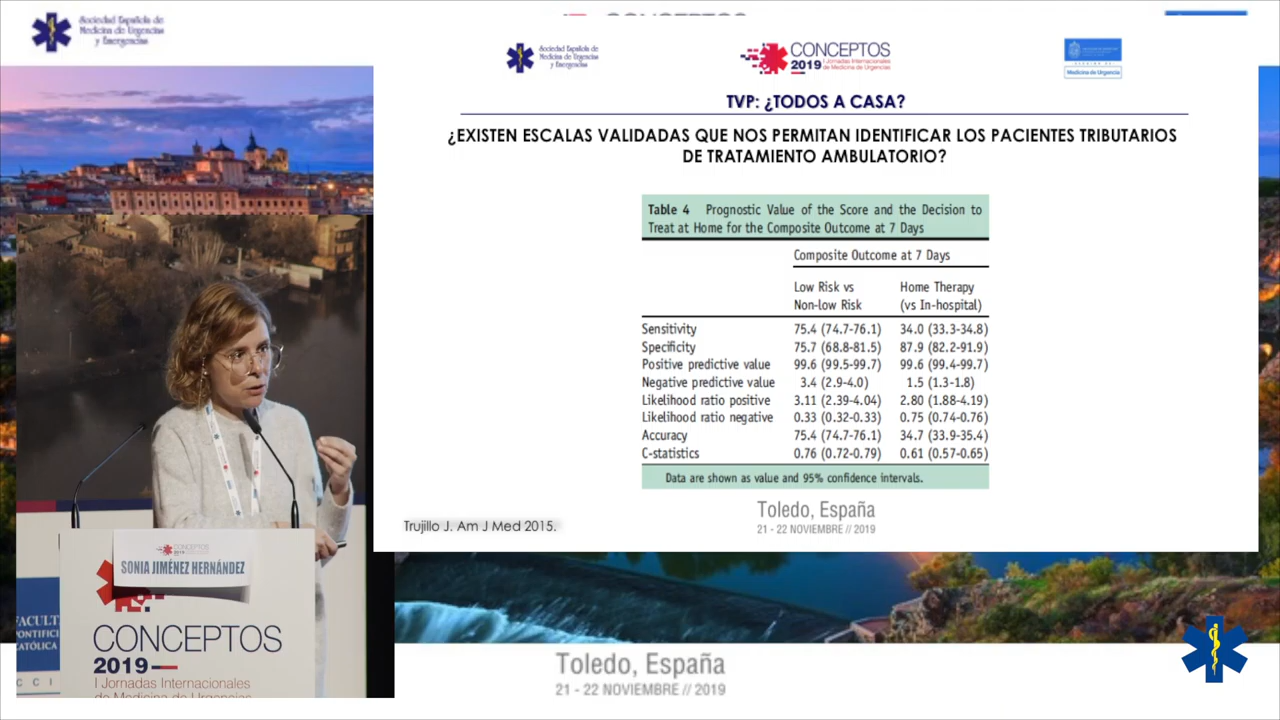 Sociedad Española de
Medicina de Urgencias
y Emergencias
Sociedad Española de
Medicina de Urgencias
y Emergencias
CONCEPTOS
2019 I Jornadas Internacionales
de Medicina de Urgencias
Medicina de Urgencia
TVP: ¿TODOS A CASA?
¿EXISTEN ESCALAS VALIDADAS QUE NOS PERMITAN IDENTIFICAR LOS PACIENTES TRIBUTARIOS
DE TRATAMIENTO AMBULATORIO?
Table 4 Prognostic Value of the Score and the Decision to
Treat at Home for the Composite Outcome at 7 Days
Composite Outcome at 7 Days
Low Risk vs Home Therapy
Non-low Risk (vs In-hospital)
Sensitivity 75.4 (74.7-76.1) 34.0 (33.3-34.8)
Specificity 75.7 (68.8-81.5) 87.9 (82.2-91.9)
Positive predictive value 99.6 (99.5-99.7) 99.6 (99.4-99.7)
Negative predictive value 3.4 (2.9-4.0) 1.5 (1.3-1.8)
Likelihood ratio positive 3.11 (2.39-4.04) 2.80 (1.88-4.19)
Likelihood ratio negative 0.33 (0.32-0.33) 0.75 (0.74-0.76)
Accuracy 75.4 (74.7-76.1) 34.7 (33.9-35.4)
C-statistics 0.76 (0.72-0.79) 0.61 (0.57-0.65)
Data are shown as value and 95% confidence intervals.
Toledo, España
21 - 22 NOVIEMBRE // 2019
Trujillo J. Am J Med 2015.
CONCEPTOS
SONIA JIMÉNEZ HERNÁNDEZ
FACULT
PONTIFICI
CATÓLICA
CONCEPTOS
2019
I Jornadas Internacionales
de Medicina de Urgencias
Toledo, España
21 - 22 NOVIEMBRE // 2019